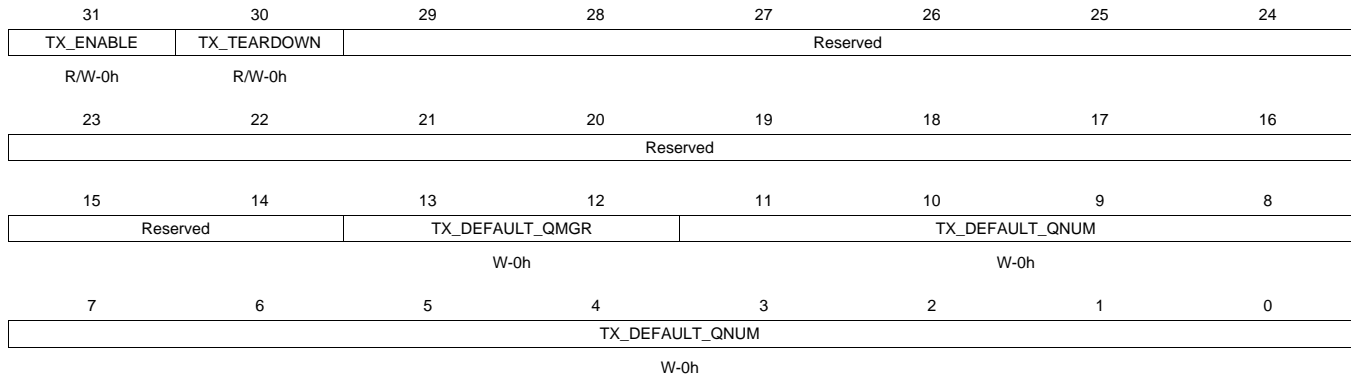 31 30 29 28 27 26 25 24
TX_ENABLE TX_TEARDOWN Reserved
R/W-0h R/W-0h
23 22 21 20 19 18 17 16
Reserved
15 14 13 12 11 10 9 8
Reserved TX_DEFAULT_QMGR TX_DEFAULT_QNUM
W-0h W-0h
7 6 5 4 3 2 1 0
TX_DEFAULT_QNUM
W-0h